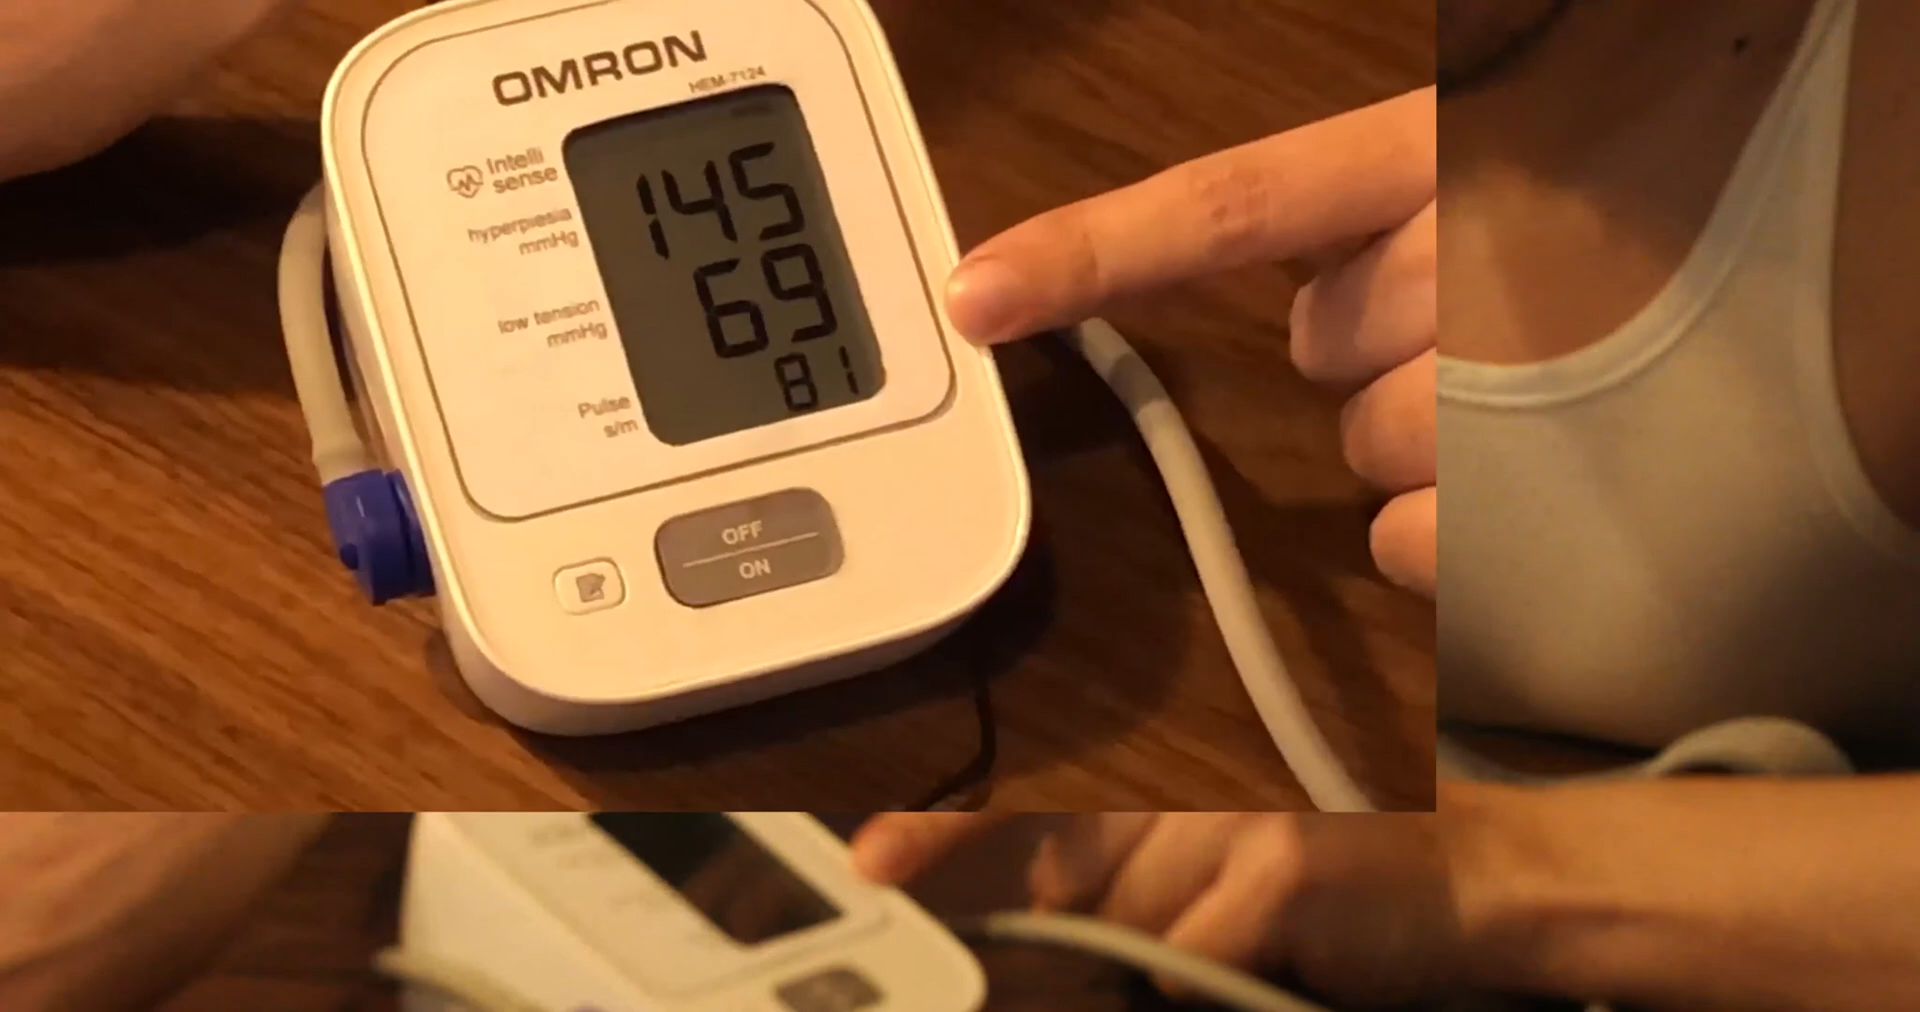 OMRON
HEM-7124
Intelli
sense
hyperpiesia
mmHg
145
low tension
mmHg
69
Pulse
s/m
81
OFF
ON